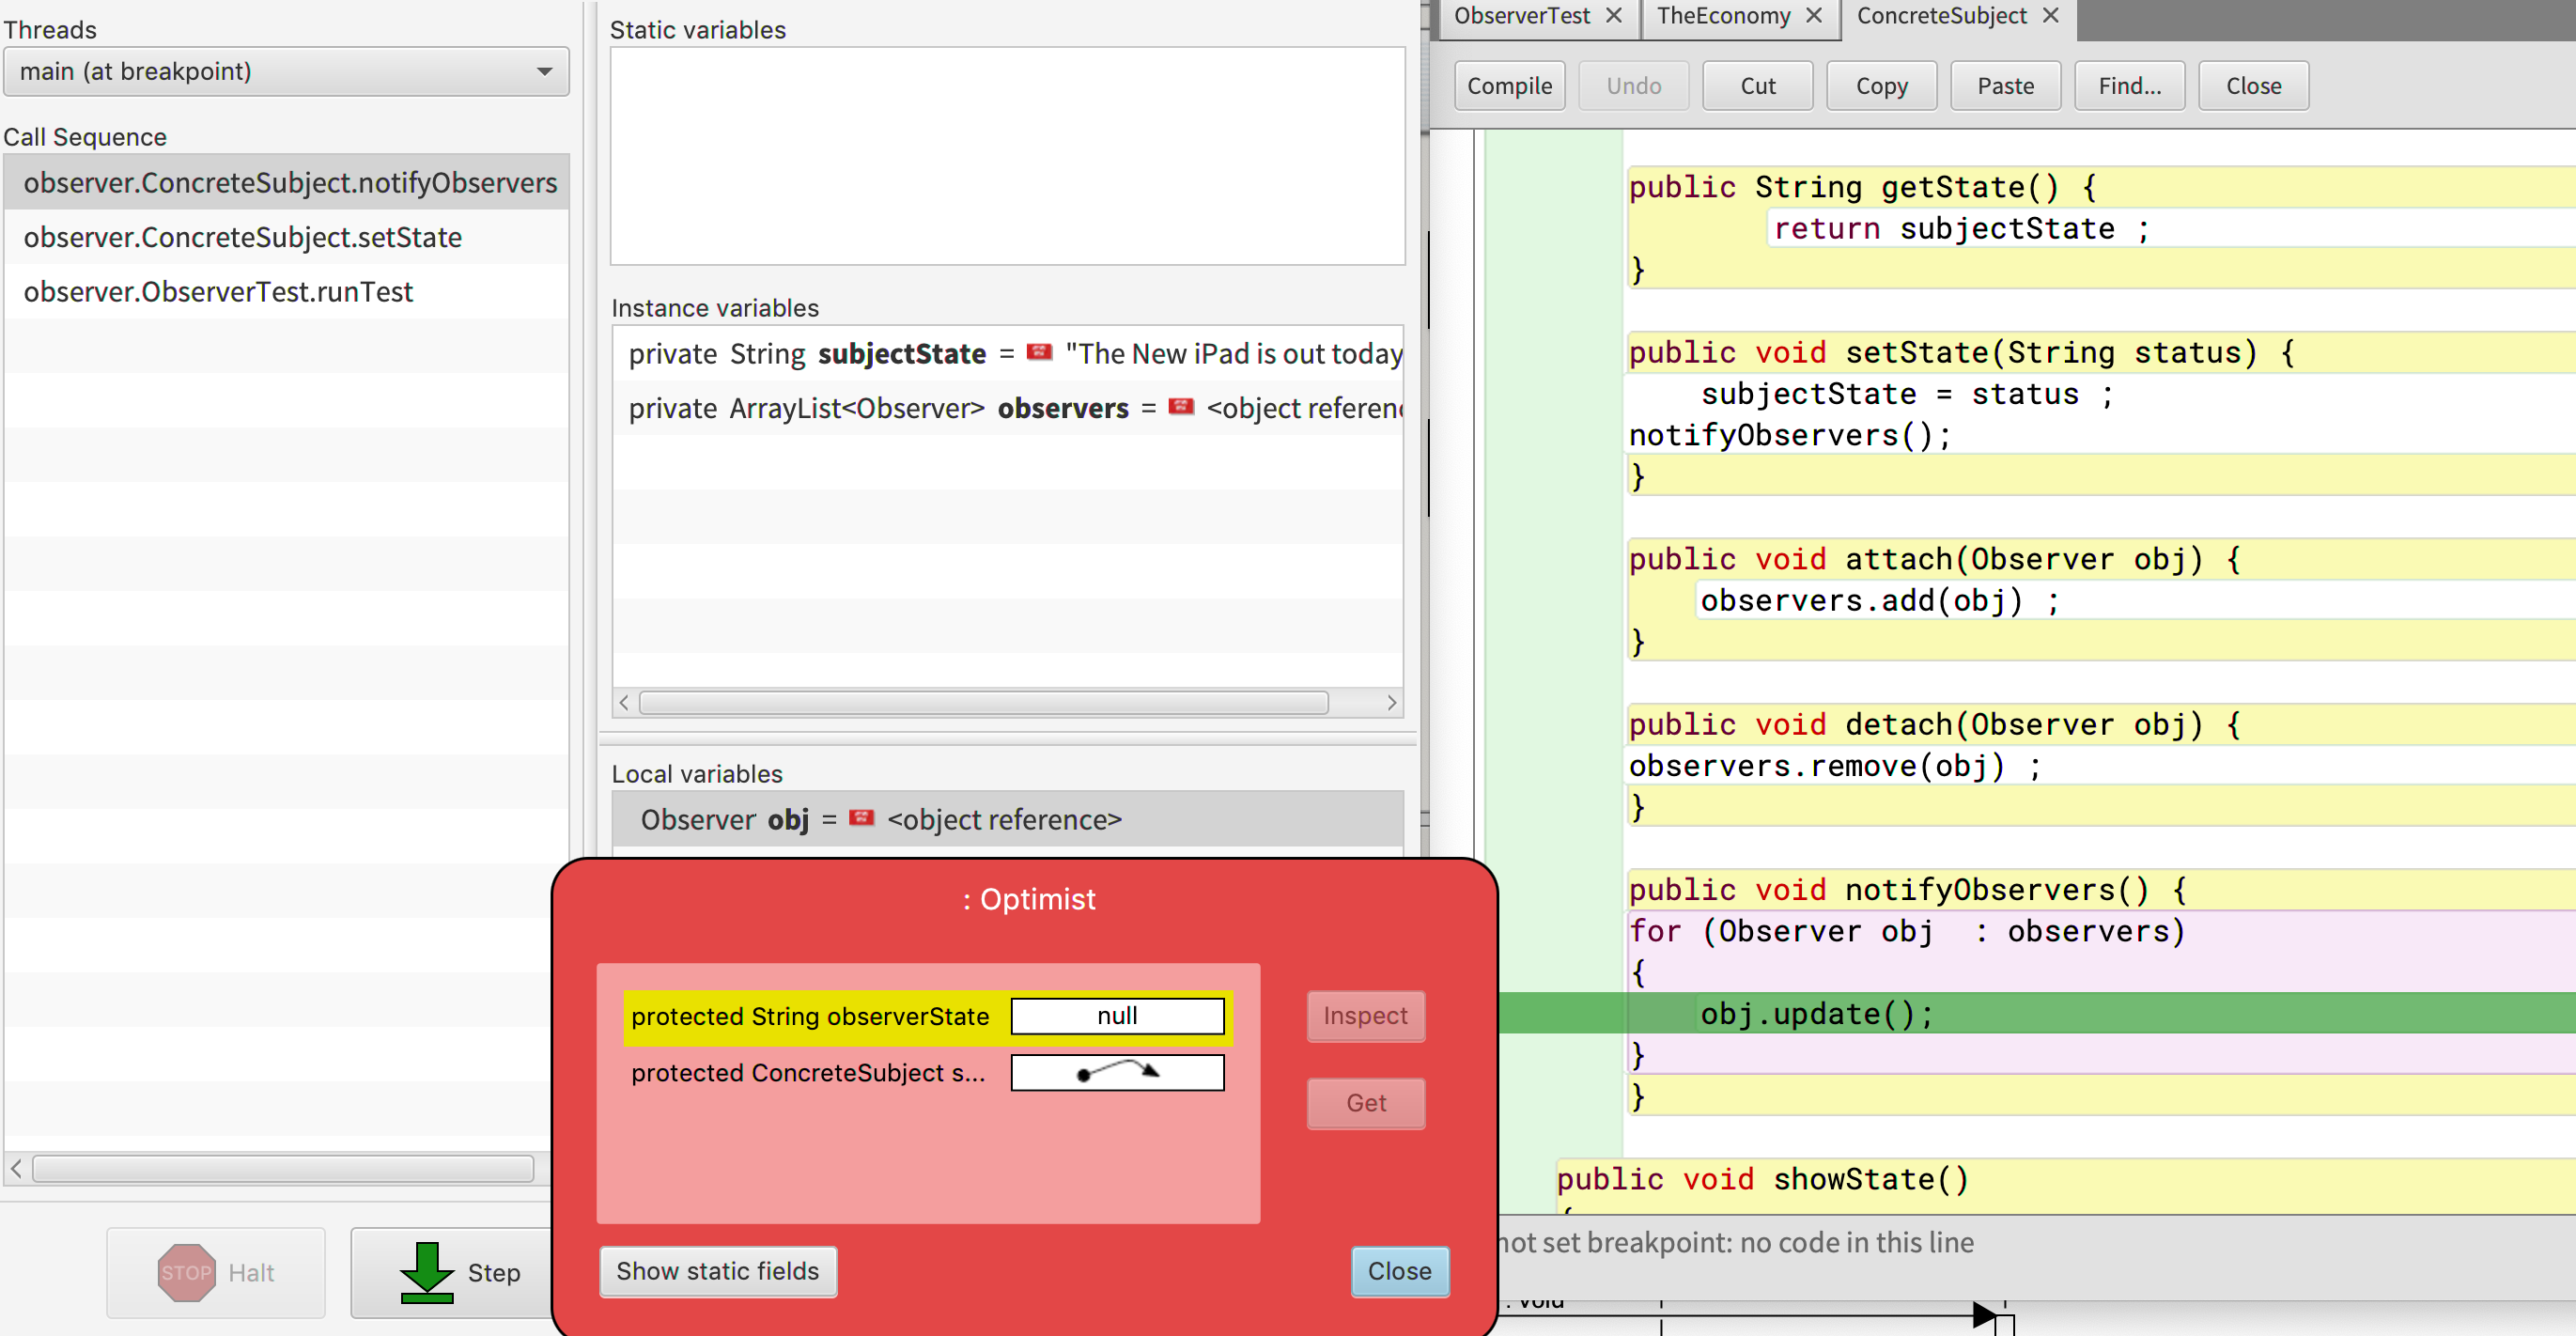 Threads
main (at breakpoint)
Call Sequence
observer.ConcreteSubject.notifyObservers
observer.ConcreteSubject.setState
observer.ObserverTest.runTest
STOP Halt
Step
Static variables
Instance variables
private String subjectState = "The New iPad is out today
private ArrayList<Observer> observers = <object referen
Local variables
Observer obj = <object reference>
: Optimist
protected String observerState null
protected ConcreteSubject s...
Inspect
Get
Show static fields
Close
ObserverTest
TheEconomy
ConcreteSubject
Compile
Undo
Cut
Copy
Paste
Find...
Close
public String getState() {
return subjectState ;
}
public void setState(String status) {
subjectState = status ;
notifyObservers();
}
public void attach(Observer obj) {
observers.add(obj) ;
}
public void detach(Observer obj) {
observers.remove(obj) ;
}
public void notifyObservers() {
for (Observer obj  : observers)
{
obj.update();
}
}
public void showState()
{
not set breakpoint: no code in this line
: void